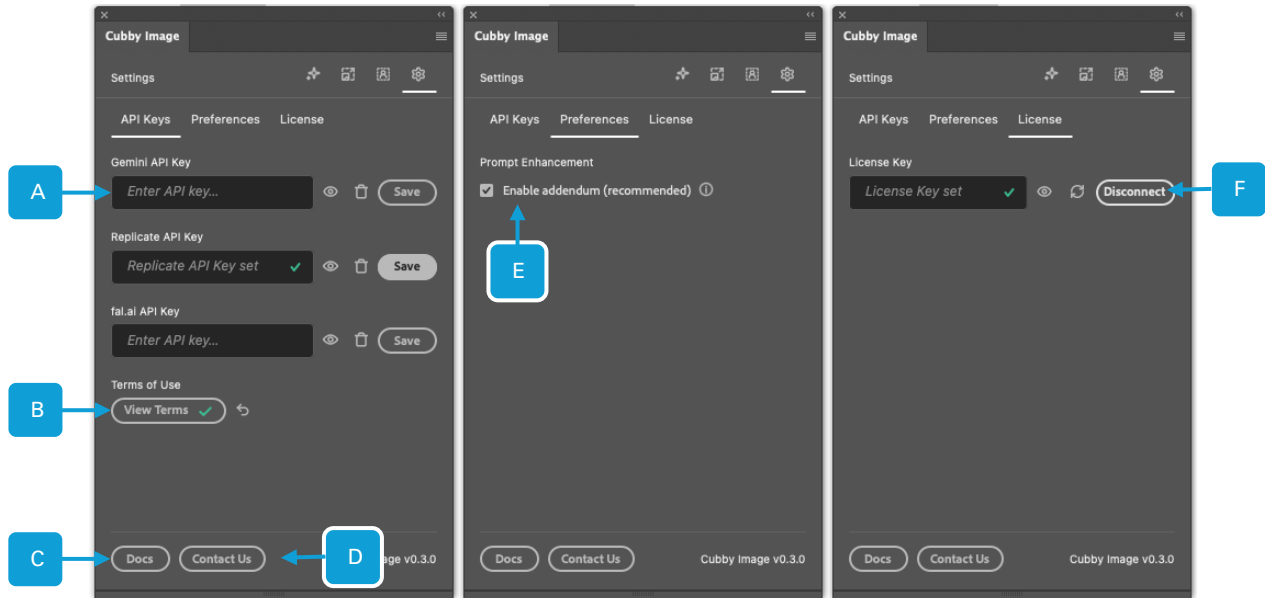 Cubby Image
Settings
API Keys Preferences License
Gemini API Key
A
Enter API key... Save
Replicate API Key
Replicate API Key set Save
fal.ai API Key
Enter API key... Save
Terms of Use
B
View Terms
C
Docs Contact Us
D
age v0.3.0
Cubby Image
Settings
API Keys Preferences License
Prompt Enhancement
Enable addendum (recommended)
E
Docs Contact Us Cubby Image v0.3.0
Cubby Image
Settings
API Keys Preferences License
License Key
License Key set Disconnect
F
Docs Contact Us Cubby Image v0.3.0